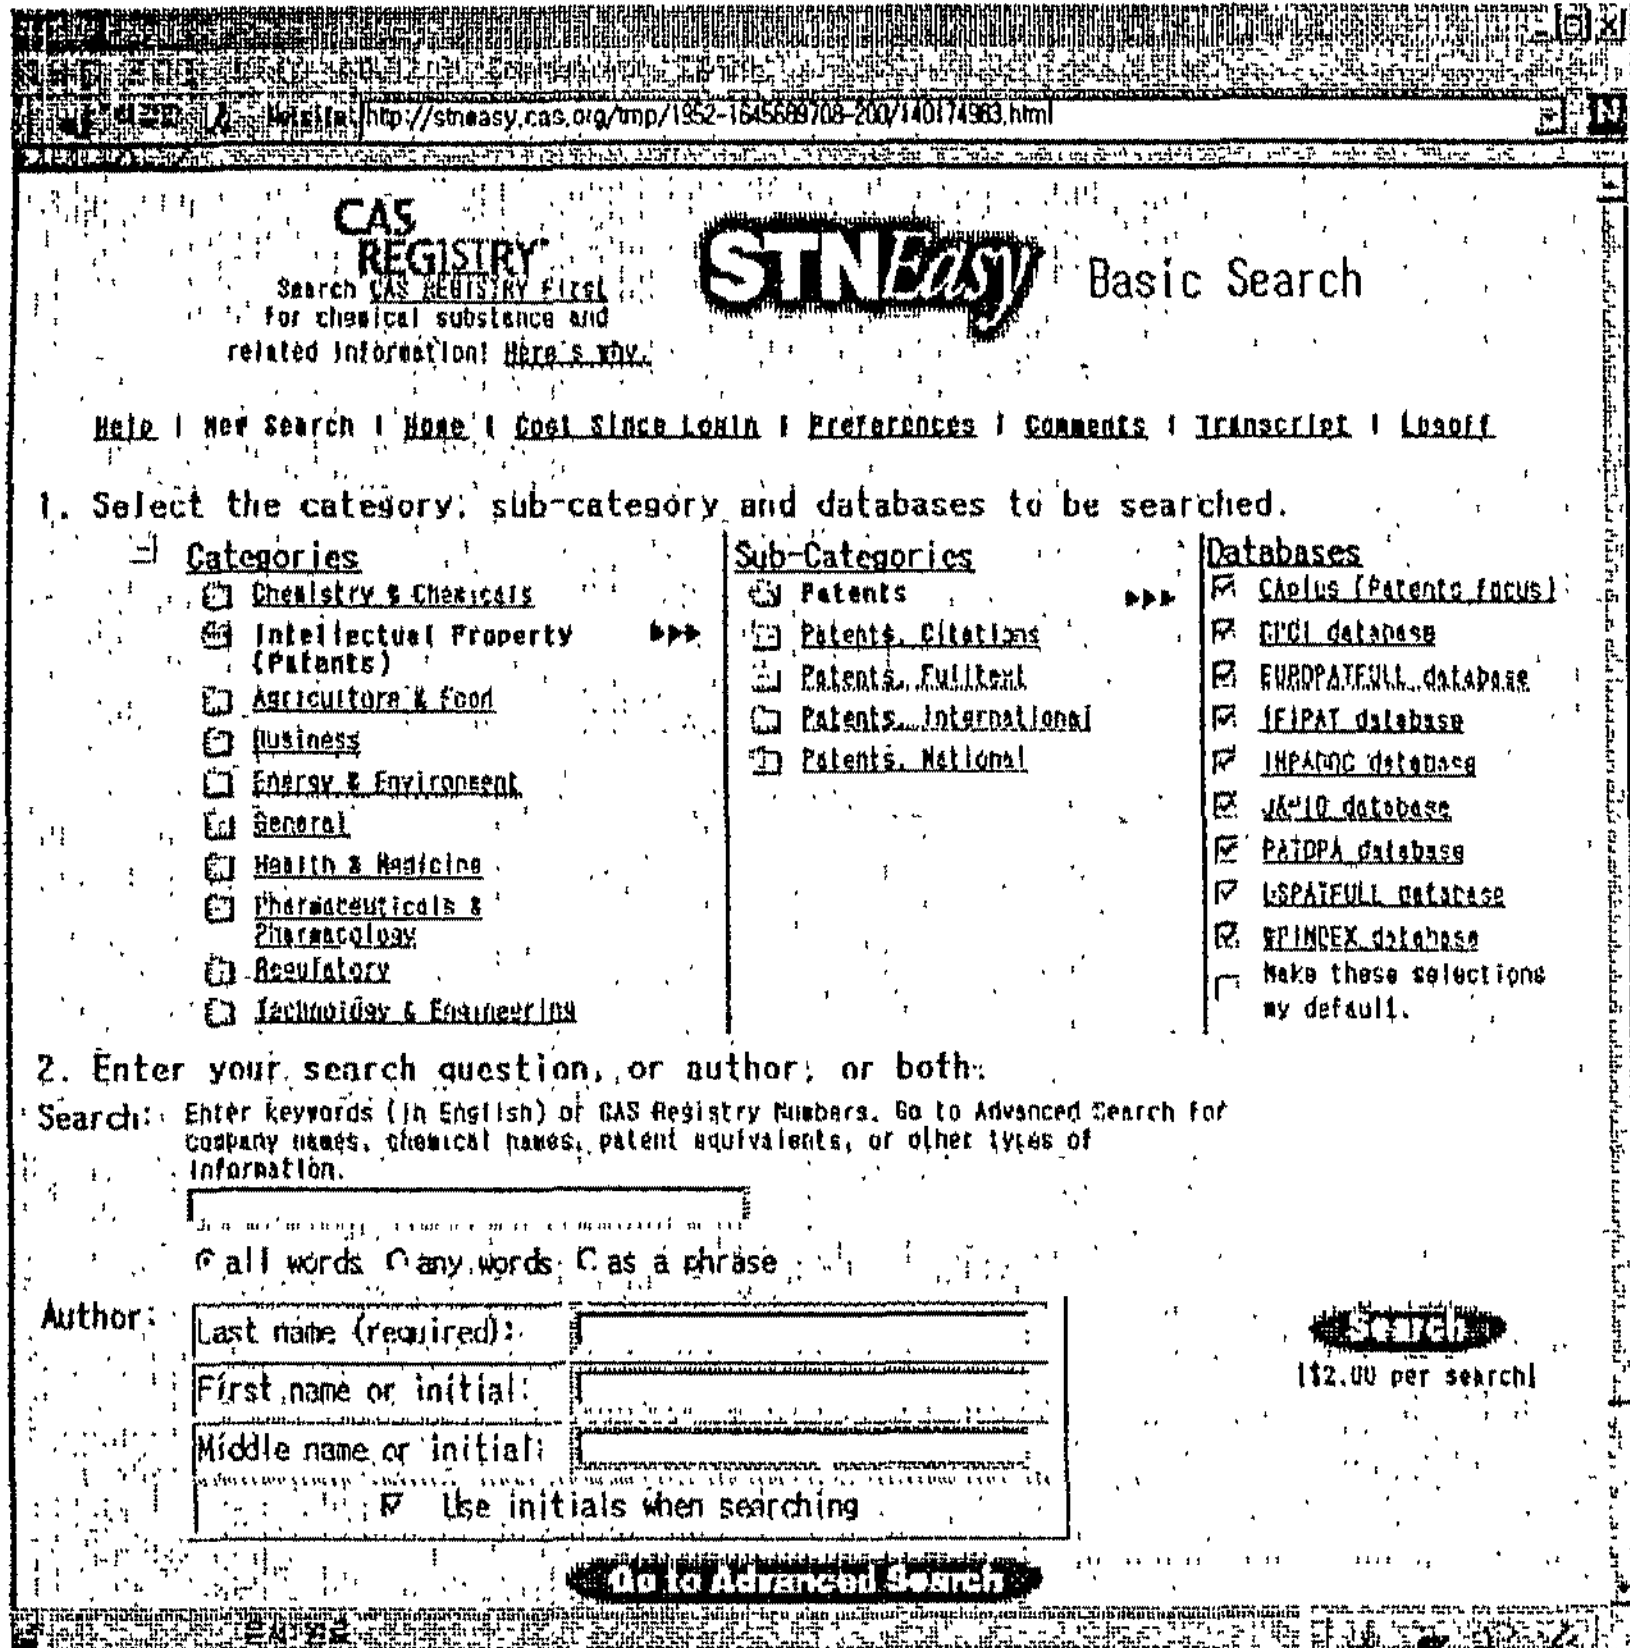 http://stneasy.cas.org/tmp/1952-1645689708-200/140174983.html
CAS
REGISTRY
Search CAS REGISTRY First
for chemical substance and
related information! Here's why.
STNEasy Basic Search
Help | New Search | Home | Cost Since Login | Preferences | Comments | Transcript | Logoff
1. Select the category, sub-category and databases to be searched.
Categories
Chemistry & Chemicals
Intellectual Property
(Patents)
Agriculture & Food
Business
Energy & Environment
General
Health & Medicine
Pharmaceuticals &
Pharmacology
Regulatory
Technology & Engineering
Sub-Categories
Patents
Patents, Citations
Patents, Fulltext
Patents, International
Patents, National
Databases
CAplus (Patents focus)
database
EUROPATFULL database
IFIPAT database
INPADOC database
JAPIO database
PATDPA database
USPATFULL database
WPINDEX database
Make these selections
my default.
2. Enter your search question, or author, or both.
Search: Enter keywords (in English) or CAS Registry Numbers. Go to Advanced Search for
company names, chemical names, patent equivalents, or other types of
information.
all words any words as a phrase
Author:
Last name (required):
First name or initial:
Middle name or initial:
Use initials when searching
Search
[$2.00 per search]
Go to Advanced Search